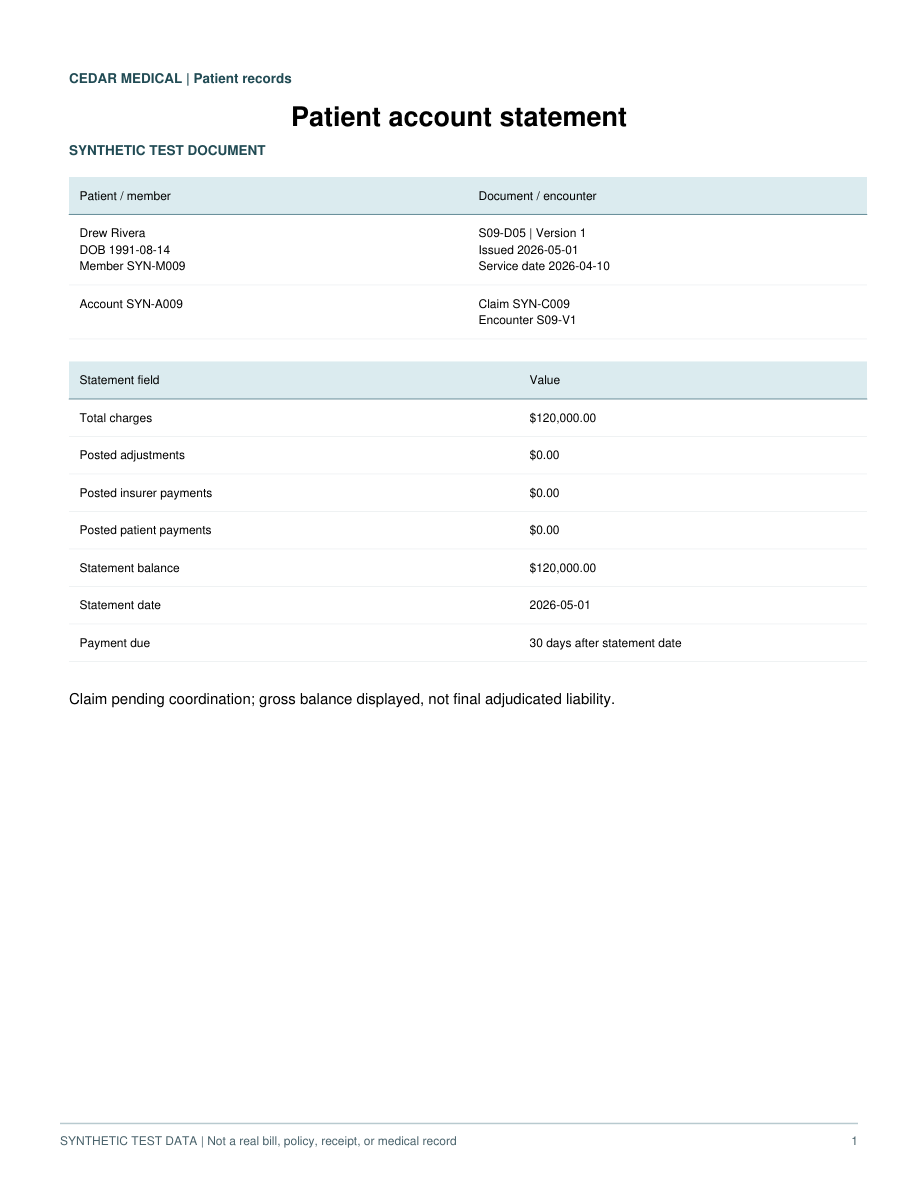 CEDAR MEDICAL | Patient records
Patient account statement
SYNTHETIC TEST DOCUMENT
Patient / member Document / encounter
Drew Rivera S09-D05 | Version 1
DOB 1991-08-14 Issued 2026-05-01
Member SYN-M009 Service date 2026-04-10
Account SYN-A009 Claim SYN-C009
Encounter S09-V1
Statement field Value
Total charges $120,000.00
Posted adjustments $0.00
Posted insurer payments $0.00
Posted patient payments $0.00
Statement balance $120,000.00
Statement date 2026-05-01
Payment due 30 days after statement date
Claim pending coordination; gross balance displayed, not final adjudicated liability.
SYNTHETIC TEST DATA | Not a real bill, policy, receipt, or medical record 1